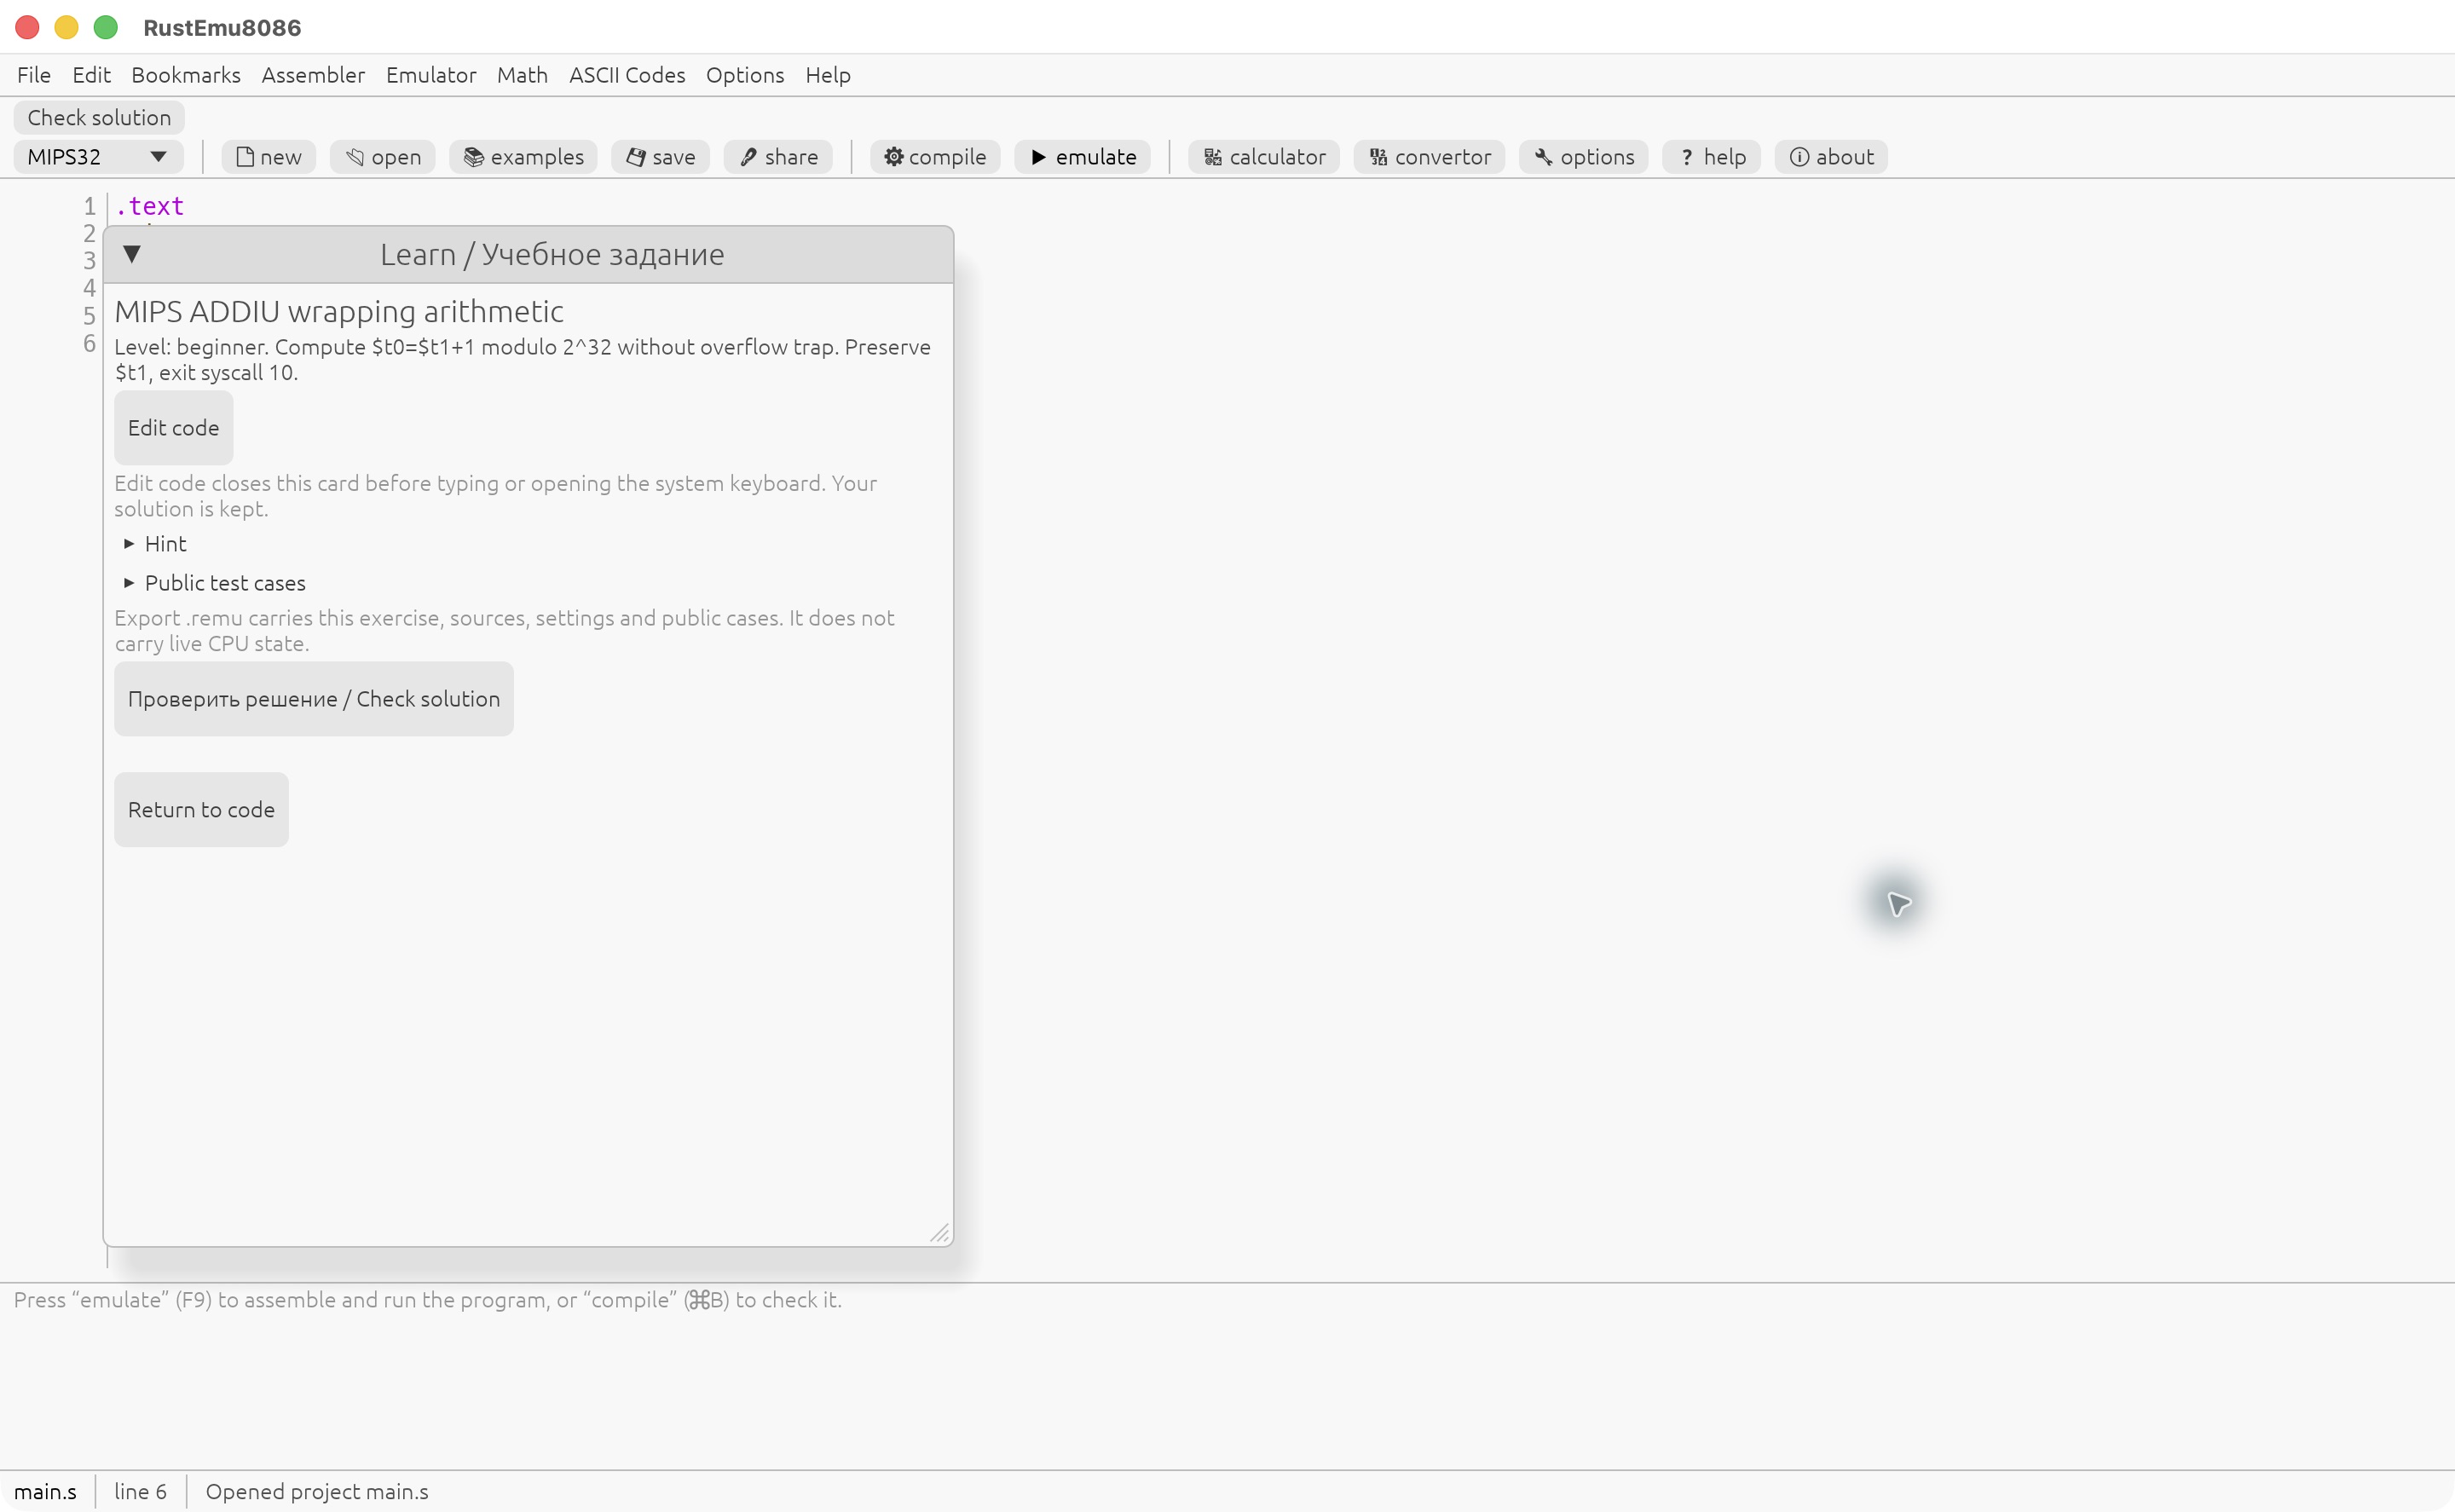 RustEmu8086
File Edit Bookmarks Assembler Emulator Math ASCII Codes Options Help
Check solution
MIPS32 new open examples save share compile emulate calculator convertor options help about
1 .text
2
3
4
5
6
Learn / Учебное задание
MIPS ADDIU wrapping arithmetic
Level: beginner. Compute $t0=$t1+1 modulo 2^32 without overflow trap. Preserve
$t1, exit syscall 10.
Edit code
Edit code closes this card before typing or opening the system keyboard. Your
solution is kept.
Hint
Public test cases
Export .remu carries this exercise, sources, settings and public cases. It does not
carry live CPU state.
Проверить решение / Check solution
Return to code
Press “emulate” (F9) to assemble and run the program, or “compile” (⌘B) to check it.
main.s line 6 Opened project main.s